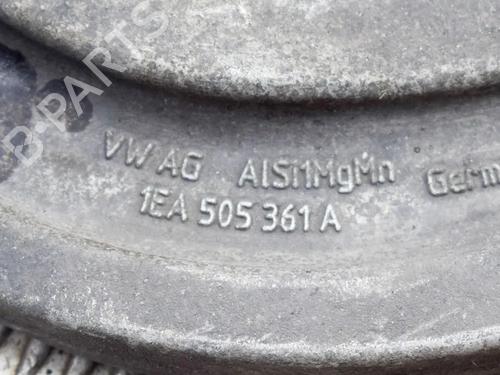 B-PARTS
VW AG AlSi1MgMn Germ
1EA 505 361 A